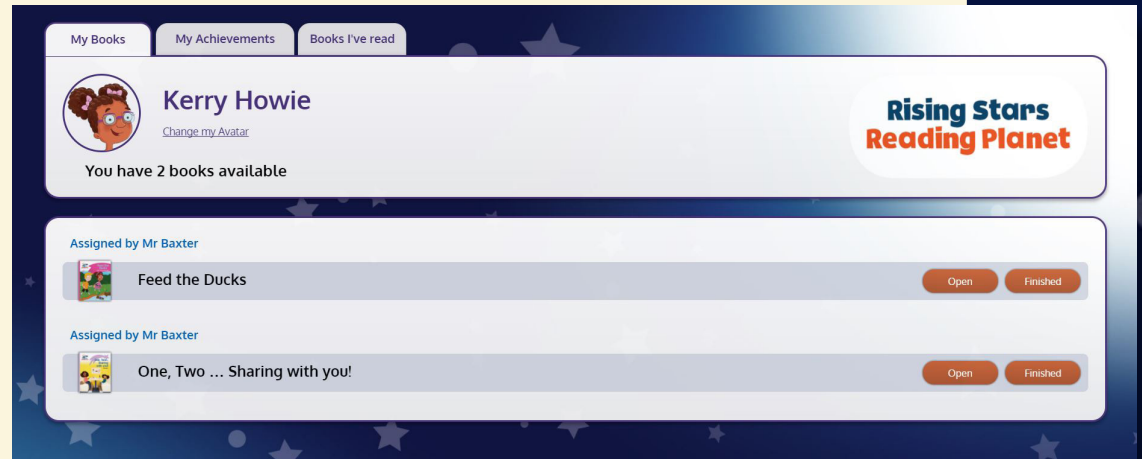 My Books
My Achievements
Books I've read
Kerry Howie
Change my Avatar
You have 2 books available
Rising Stars
Reading Planet
Assigned by Mr Baxter
Feed the Ducks
Open
Finished
Assigned by Mr Baxter
One, Two ... Sharing with you!
Open
Finished